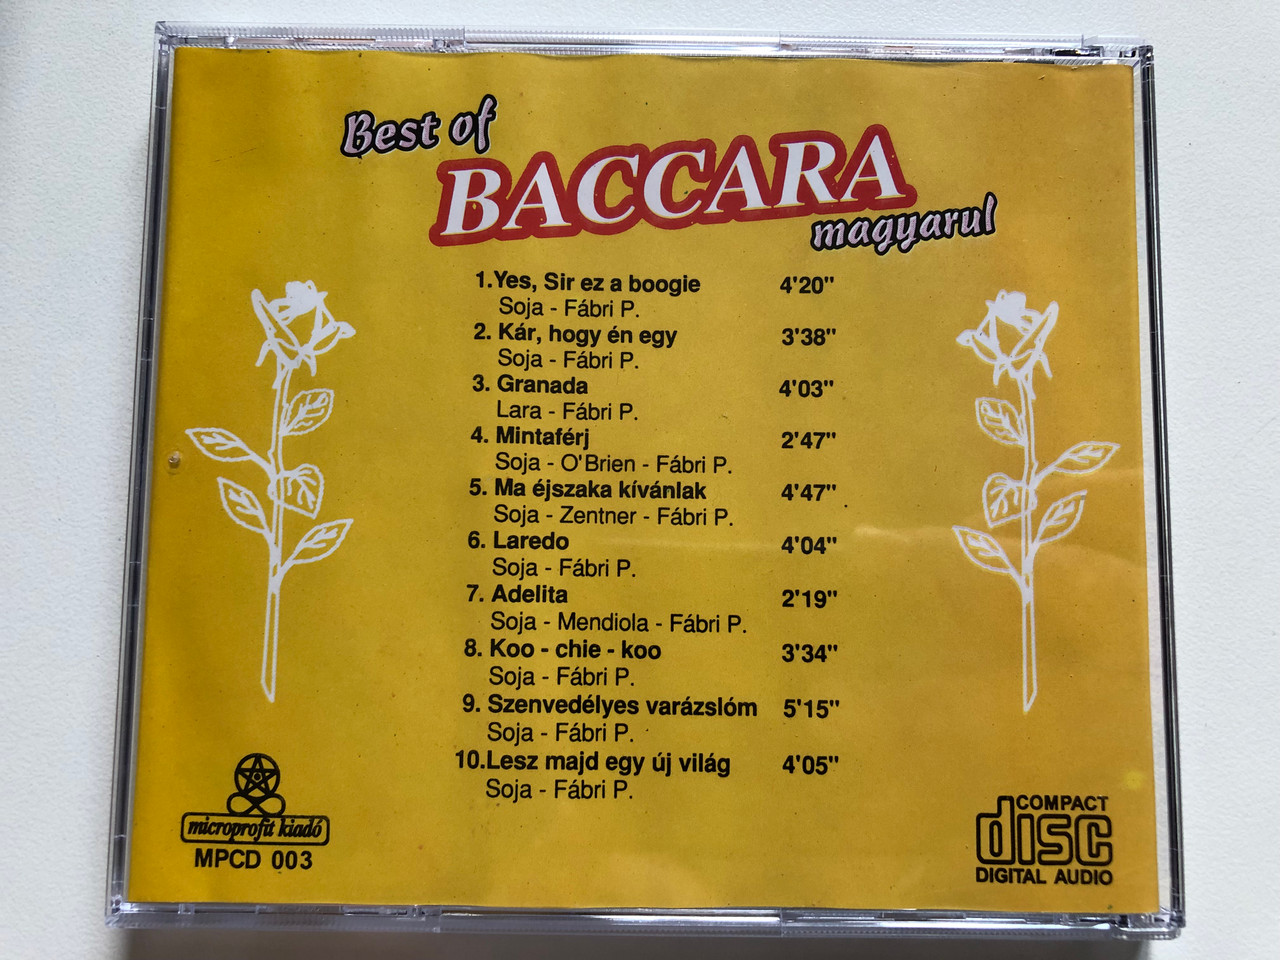 Best of
BACCARA
magyarul
1.Yes, Sir ez a boogie 4'20"
Soja - Fábri P.
2. Kár, hogy én egy 3'38"
Soja - Fábri P.
3. Granada 4'03"
Lara - Fábri P.
4. Mintaférj 2'47"
Soja - O'Brien - Fábri P.
5. Ma éjszaka kívánlak 4'47"
Soja - Zentner - Fábri P.
6. Laredo 4'04"
Soja - Fábri P.
7. Adelita 2'19"
Soja - Mendiola - Fábri P.
8. Koo - chie - koo 3'34"
Soja - Fábri P.
9. Szenvedélyes varázslóm 5'15"
Soja - Fábri P.
10.Lesz majd egy új világ 4'05"
Soja - Fábri P.
microprofit kiadó
MPCD 003
COMPACT
disc
DIGITAL AUDIO